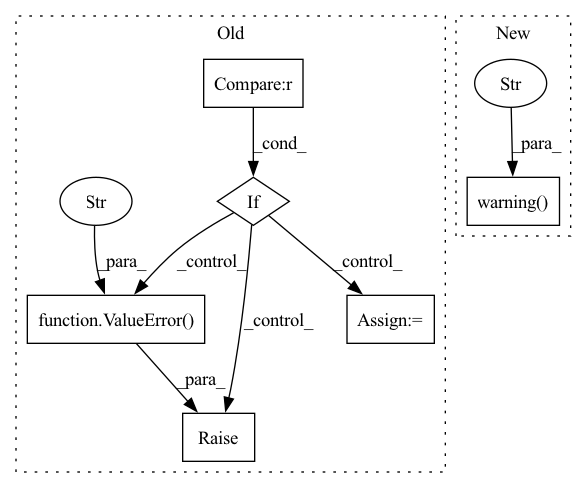 Old
New
Compare:r
Str
_cond_
_para_
Str
If
warning()
_para_
_control_
_control_
function.ValueError()
_control_
Assign:=
_para_
Raise